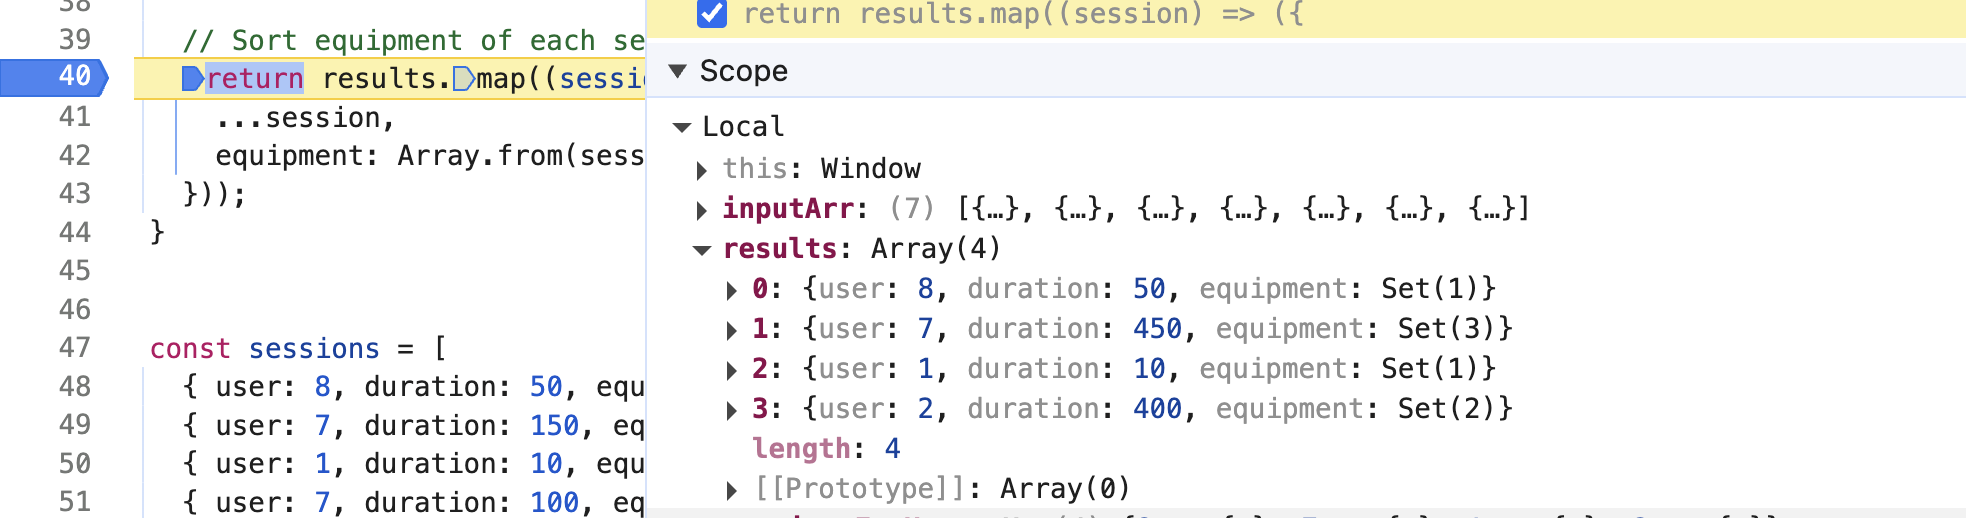 38
39 // Sort equipment of each se
40 return results.map((sessi
41 ...session,
42 equipment: Array.from(sess
43 }));
44 }
45
46
47 const sessions = [
48 { user: 8, duration: 50, equ
49 { user: 7, duration: 150, eq
50 { user: 1, duration: 10, equ
51 { user: 7, duration: 100, eq
return results.map((session) => ({
Scope
Local
this: Window
inputArr: (7) [{…}, {…}, {…}, {…}, {…}, {…}, {…}]
results: Array(4)
0: {user: 8, duration: 50, equipment: Set(1)}
1: {user: 7, duration: 450, equipment: Set(3)}
2: {user: 1, duration: 10, equipment: Set(1)}
3: {user: 2, duration: 400, equipment: Set(2)}
length: 4
[[Prototype]]: Array(0)